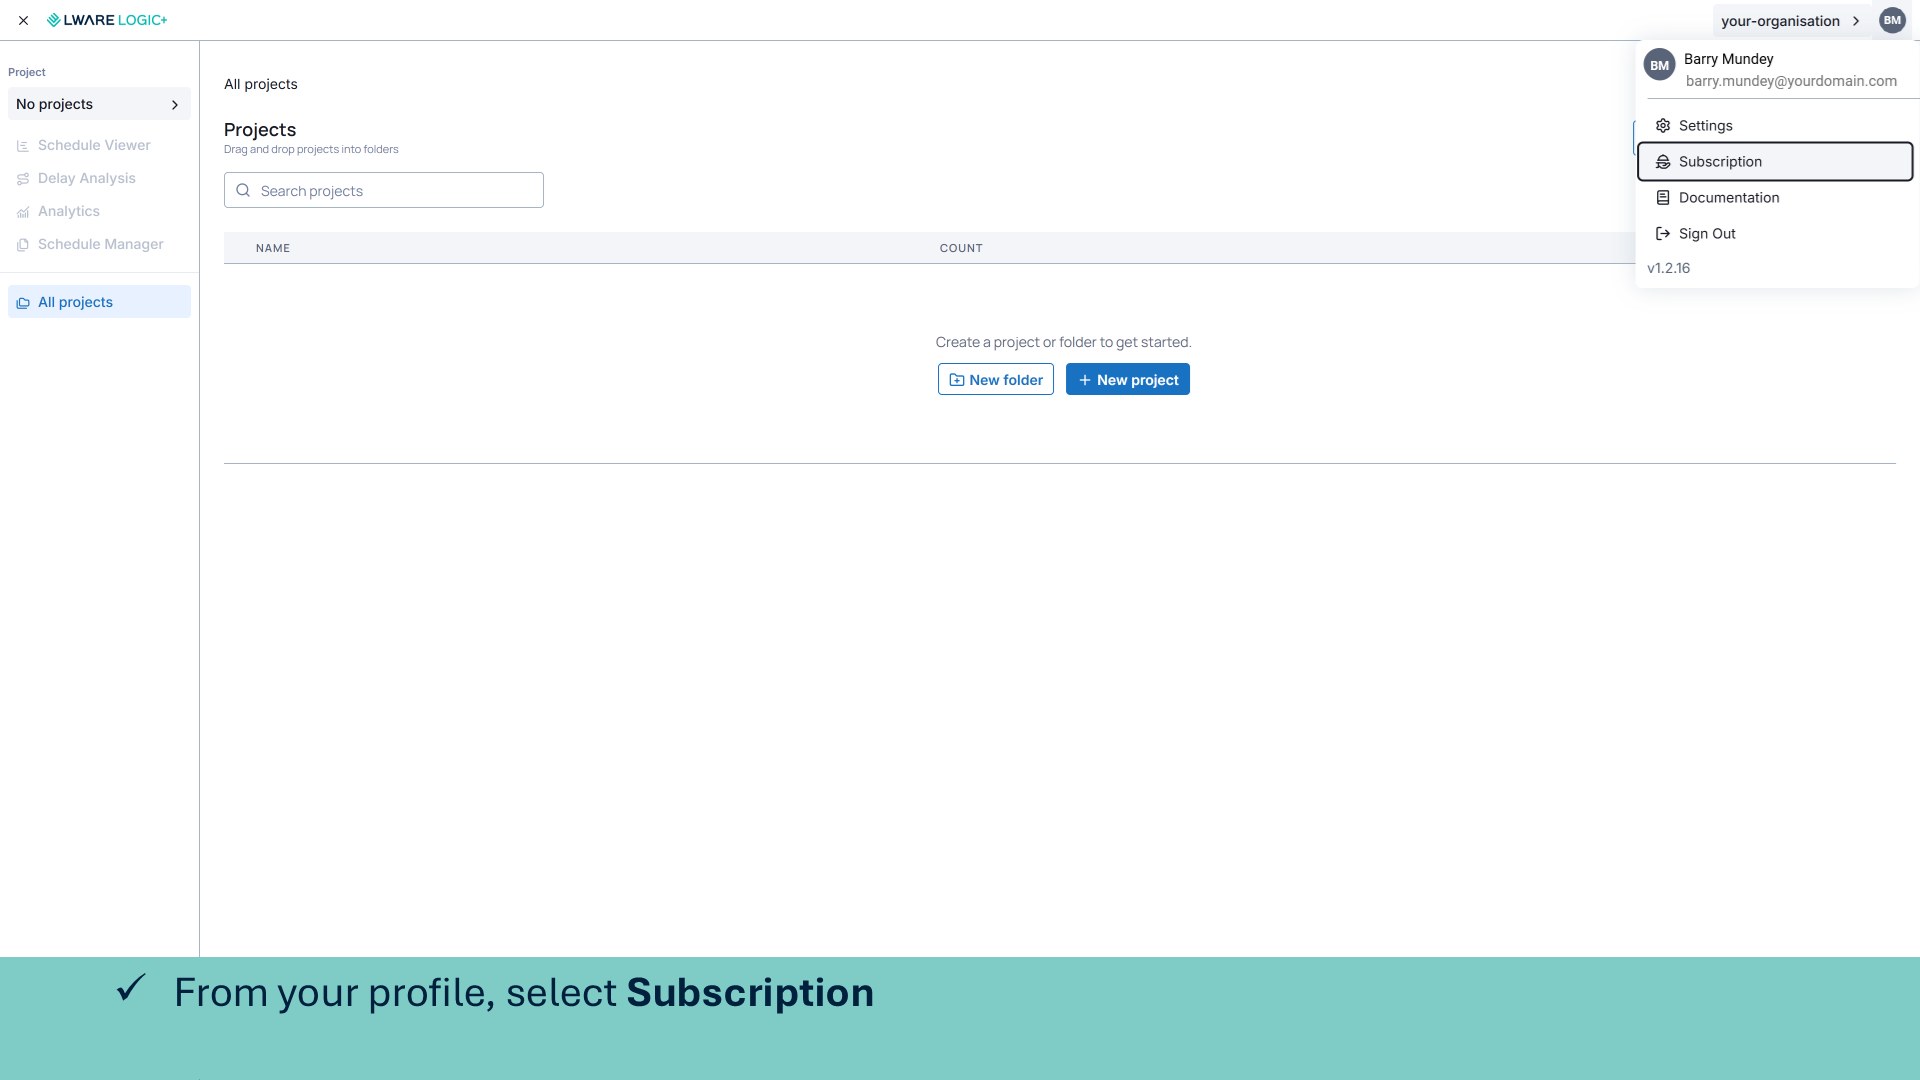 LWARE LOGIC+
your-organisation
BM
BM
Barry Mundey
barry.mundey@yourdomain.com
Settings
Subscription
Documentation
Sign Out
v1.2.16
Project
No projects
Schedule Viewer
Delay Analysis
Analytics
Schedule Manager
All projects
All projects
Projects
Drag and drop projects into folders
Search projects
NAME COUNT
Create a project or folder to get started.
New folder
+ New project
✓ From your profile, select Subscription